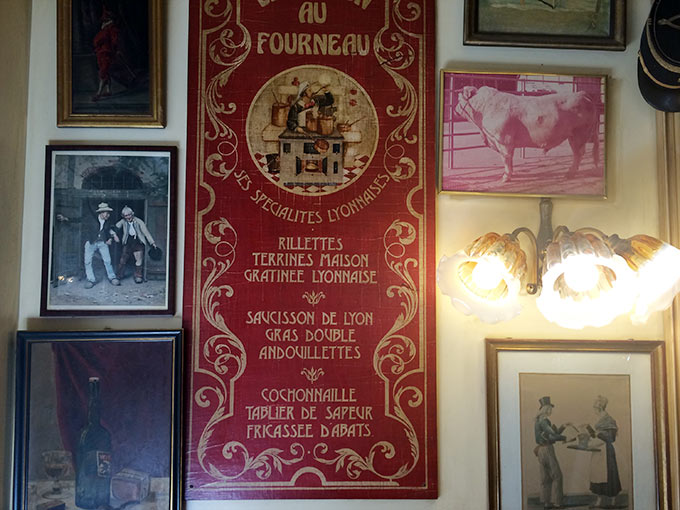 AU
FOURNEAU
SES SPECIALITES LYONNAISES
RILLETTES
TERRINES MAISON
GRATINEE LYONNAISE
SAUCISSON DE LYON
GRAS DOUBLE
ANDOUILLETTES
COCHONNAILLE
TABLIER DE SAPEUR
FRICASSEE D'ABATS.